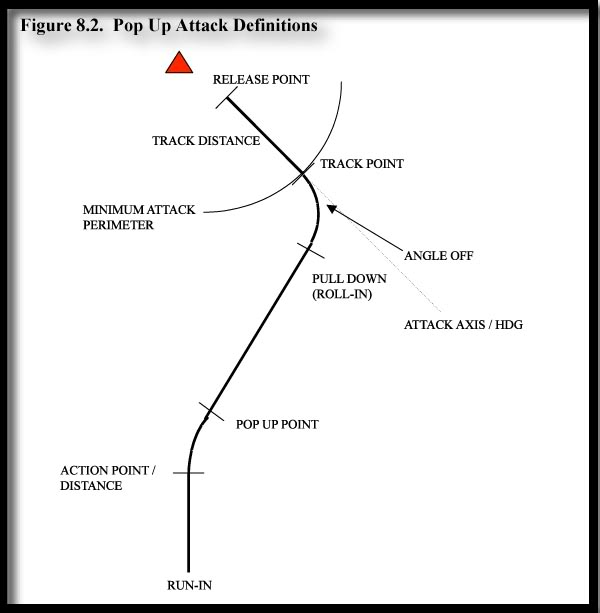 Figure 8.2.  Pop Up Attack Definitions
RELEASE POINT
TRACK DISTANCE
TRACK POINT
MINIMUM ATTACK
PERIMETER
ANGLE OFF
PULL DOWN
(ROLL-IN)
ATTACK AXIS / HDG
POP UP POINT
ACTION POINT /
DISTANCE
RUN-IN